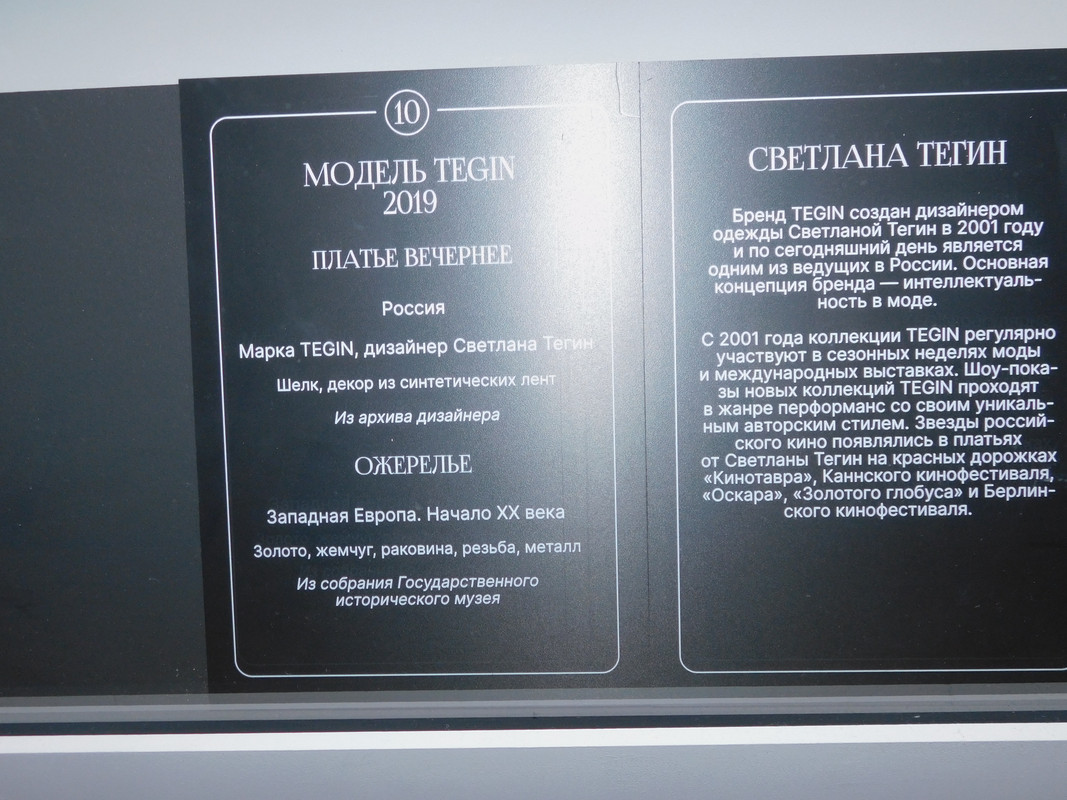 10
МОДЕЛЬ TEGIN
2019
ПЛАТЬЕ ВЕЧЕРНЕЕ
Россия
Марка TEGIN, дизайнер Светлана Тегин
Шелк, декор из синтетических лент
Из архива дизайнера
ОЖЕРЕЛЬЕ
Западная Европа. Начало XX века
Золото, жемчуг, раковина, резьба, металл
Из собрания Государственного
исторического музея
СВЕТЛАНА ТЕГИН
Бренд TEGIN создан дизайнером
одежды Светланой Тегин в 2001 году
и по сегодняшний день является
одним из ведущих в России. Основная
концепция бренда — интеллектуаль-
ность в моде.
С 2001 года коллекции TEGIN регулярно
участвуют в сезонных неделях моды
и международных выставках. Шоу-пока-
зы новых коллекций TEGIN проходят
в жанре перформанс со своим уникаль-
ным авторским стилем. Звезды россий-
ского кино появлялись в платьях
от Светланы Тегин на красных дорожках
«Кинотавра», Каннского кинофестиваля,
«Оскара», «Золотого глобуса» и Берлин-
ского кинофестиваля.